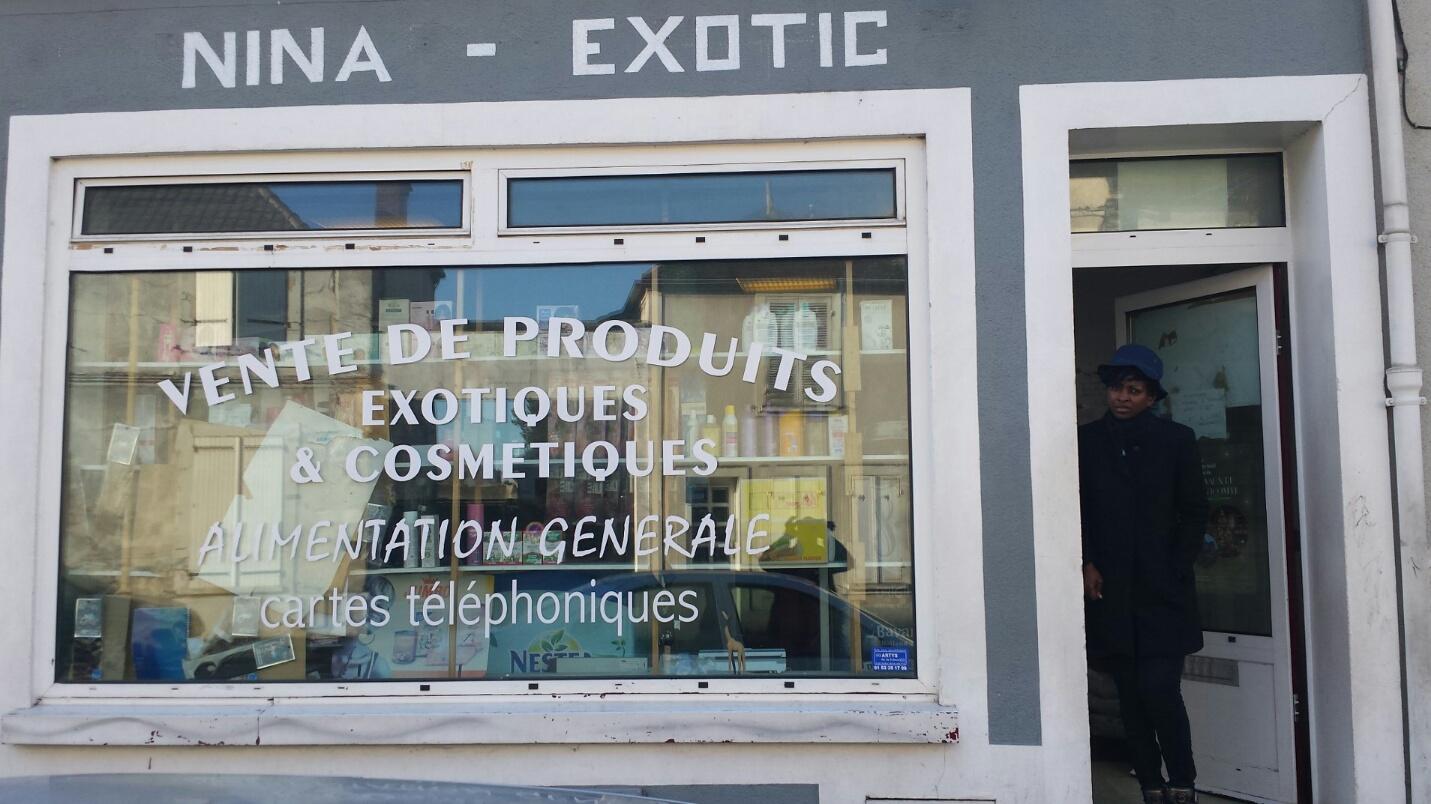 NINA - EXOTIC
VENTE DE PRODUITS
EXOTIQUES
& COSMETIQUES
ALIMENTATION GENERALE
cartes téléphoniques